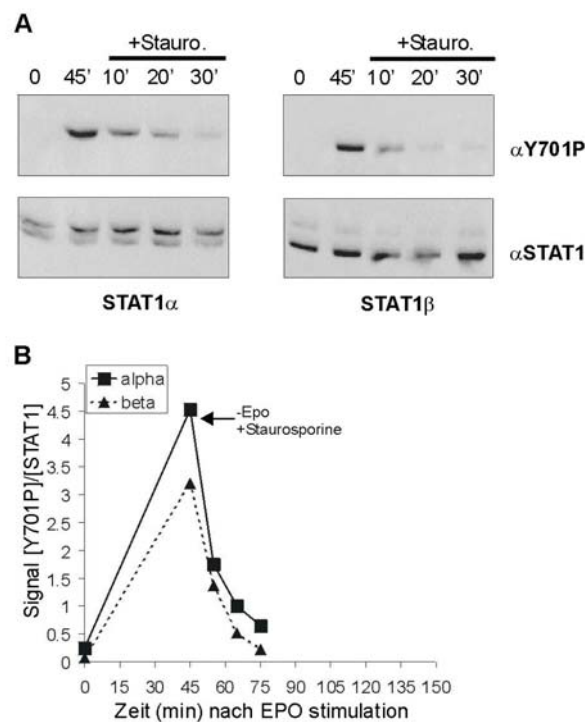 A
+Stauro. +Stauro.
0 45' 10' 20' 30' 0 45' 10' 20' 30'
αY701P
αSTAT1
STAT1α STAT1β
B
alpha
beta
-Epo
+Staurosporine
Signal [Y701P]/[STAT1]
5
4.5
4
3.5
3
2.5
2
1.5
1
0.5
0
0 15 30 45 60 75 90 105 120 135 150
Zeit (min) nach EPO stimulation